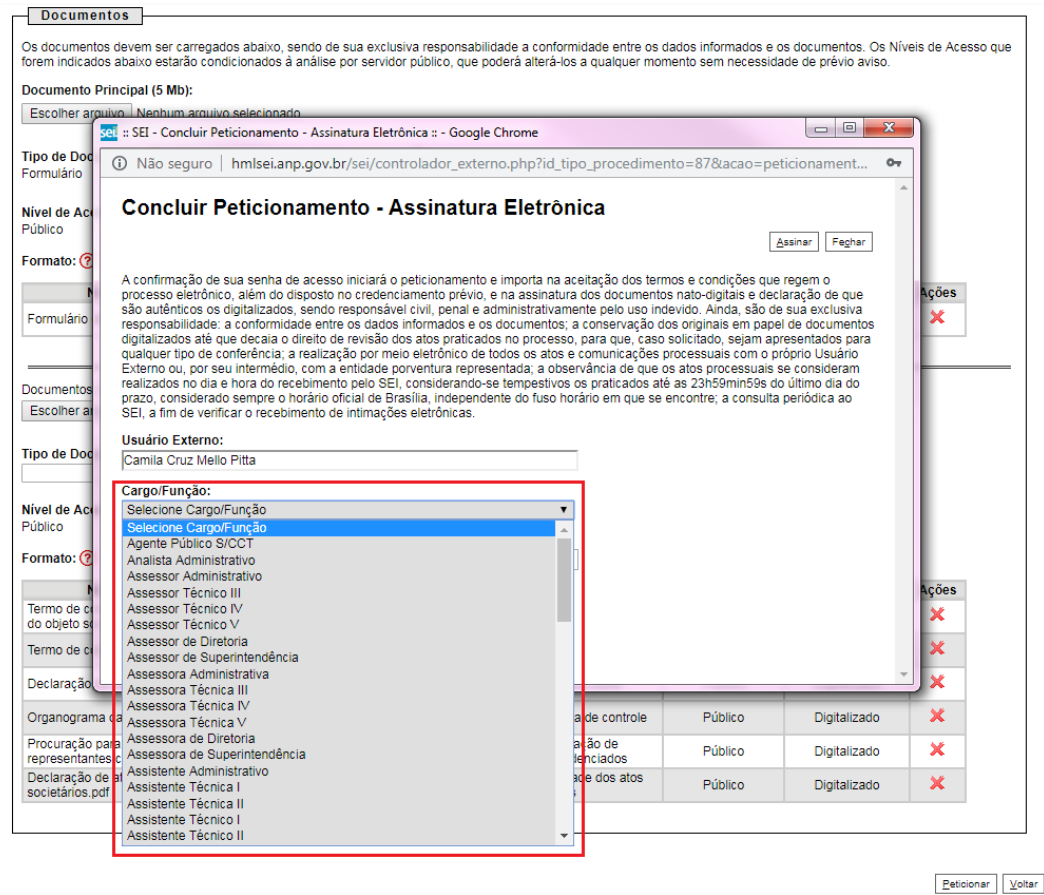 Documentos
Os documentos devem ser carregados abaixo, sendo de sua exclusiva responsabilidade a conformidade entre os dados informados e os documentos. Os Níveis de Acesso que
forem indicados abaixo estarão condicionados à análise por servidor público, que poderá alterá-los a qualquer momento sem necessidade de prévio aviso.
Documento Principal (5 Mb):
Escolher arquivo Nenhum arquivo selecionado
Tipo de Doc
Formulário
Nível de Ace
Público
Formato:
Ações
Formulário
Documentos
Escolher ar
Tipo de Doc
Nível de Ace
Público
Formato:
Ações
Termo de co
do objeto so
Termo de co
Declaração
Organograma da
a de controle Público Digitalizado
Procuração para
representantes c
ação de
denciados
Público Digitalizado
Declaração de at
societários.pdf
ade dos atos
Público Digitalizado
sei! :: SEI - Concluir Peticionamento - Assinatura Eletrônica :: - Google Chrome
Não seguro | hmlsei.anp.gov.br/sei/controlador_externo.php?id_tipo_procedimento=87&acao=peticionament...
Concluir Peticionamento - Assinatura Eletrônica
Assinar Fechar
A confirmação de sua senha de acesso iniciará o peticionamento e importa na aceitação dos termos e condições que regem o
processo eletrônico, além do disposto no credenciamento prévio, e na assinatura dos documentos nato-digitais e declaração de que
são autênticos os digitalizados, sendo responsável civil, penal e administrativamente pelo uso indevido. Ainda, são de sua exclusiva
responsabilidade: a conformidade entre os dados informados e os documentos; a conservação dos originais em papel de documentos
digitalizados até que decaia o direito de revisão dos atos praticados no processo, para que, caso solicitado, sejam apresentados para
qualquer tipo de conferência; a realização por meio eletrônico de todos os atos e comunicações processuais com o próprio Usuário
Externo ou, por seu intermédio, com a entidade porventura representada; a observância de que os atos processuais se consideram
realizados no dia e hora do recebimento pelo SEI, considerando-se tempestivos os praticados até as 23h59min59s do último dia do
prazo, considerado sempre o horário oficial de Brasília, independente do fuso horário em que se encontre; a consulta periódica ao
SEI, a fim de verificar o recebimento de intimações eletrônicas.
Usuário Externo:
Camila Cruz Mello Pitta
Cargo/Função:
Selecione Cargo/Função
Selecione Cargo/Função
Agente Público S/CCT
Analista Administrativo
Assessor Administrativo
Assessor Técnico III
Assessor Técnico IV
Assessor Técnico V
Assessor de Diretoria
Assessor de Superintendência
Assessora Administrativa
Assessora Técnica III
Assessora Técnica IV
Assessora Técnica V
Assessora de Diretoria
Assessora de Superintendência
Assistente Administrativo
Assistente Técnica I
Assistente Técnica II
Assistente Técnico I
Assistente Técnico II
Peticionar Voltar